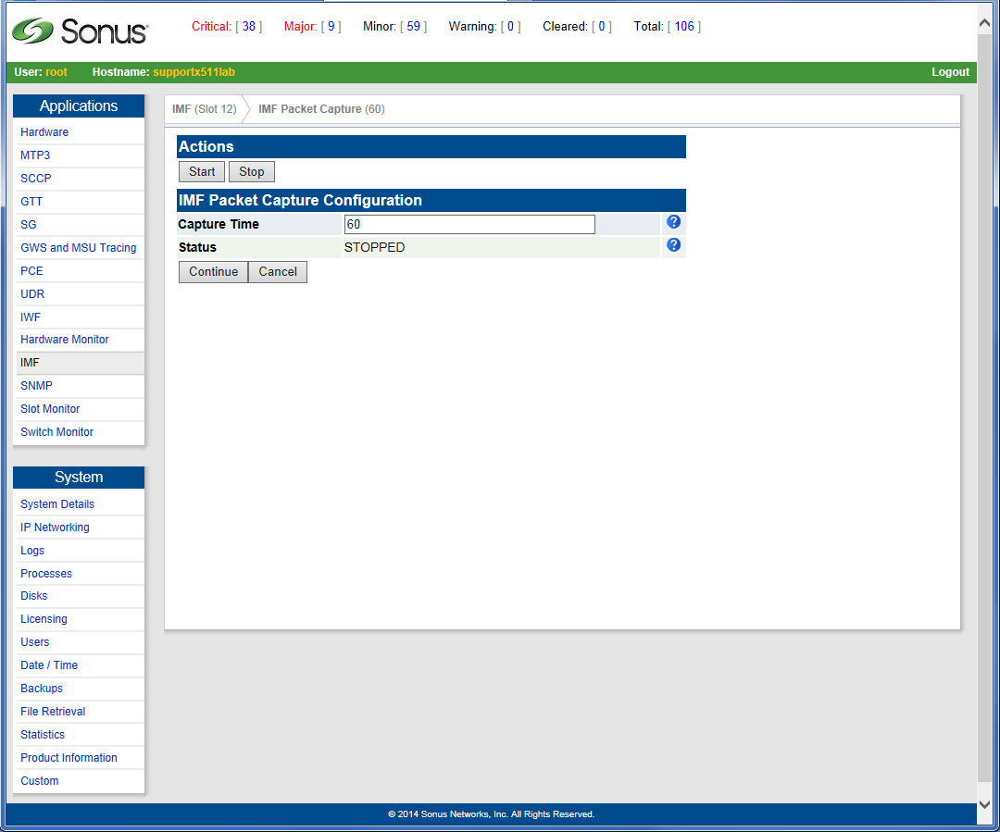 Sonus
Critical: [ 38 ] Major: [ 9 ] Minor: [ 59 ] Warning: [ 0 ] Cleared: [ 0 ] Total: [ 106 ]
User: root Hostname: supportx511lab Logout
Applications
Hardware
MTP3
SCCP
GTT
SG
GWS and MSU Tracing
PCE
UDR
IWF
Hardware Monitor
IMF
SNMP
Slot Monitor
Switch Monitor
System
System Details
IP Networking
Logs
Processes
Disks
Licensing
Users
Date / Time
Backups
File Retrieval
Statistics
Product Information
Custom
IMF (Slot 12) IMF Packet Capture (60)
Actions
Start Stop
IMF Packet Capture Configuration
Capture Time 60 ?
Status STOPPED ?
Continue Cancel
© 2014 Sonus Networks, Inc. All Rights Reserved.